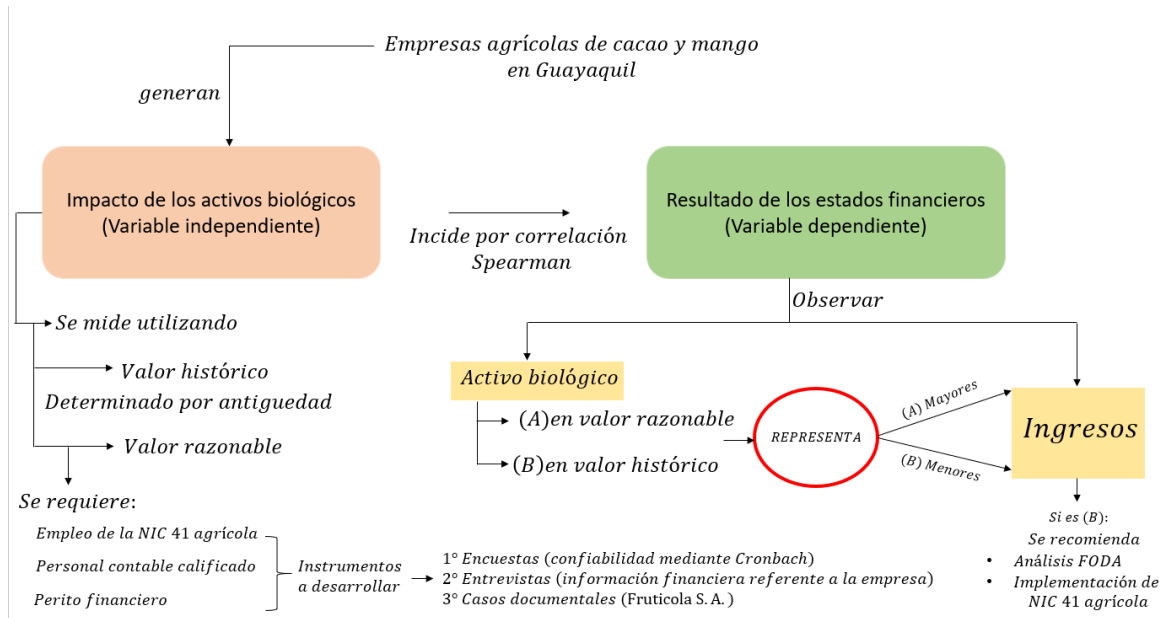 Empresas agrícolas de cacao y mango
en Guayaquil
generan
Impacto de los activos biológicos
(Variable independiente)
Incide por correlación
Spearman
Resultado de los estados financieros
(Variable dependiente)
Se mide utilizando
Valor histórico
Determinado por antiguedad
Valor razonable
Se requiere:
Empleo de la NIC 41 agrícola
Personal contable calificado
Perito financiero
Instrumentos
a desarrollar
1° Encuestas (confiabilidad mediante Cronbach)
2° Entrevistas (información financiera referente a la empresa)
3° Casos documentales (Fruticola S. A. )
Observar
Activo biológico
(A)en valor razonable
(B)en valor histórico
REPRESENTA
(A) Mayores
(B) Menores
Ingresos
Si es (B):
Se recomienda
• Análisis FODA
• Implementación de
NIC 41 agrícola